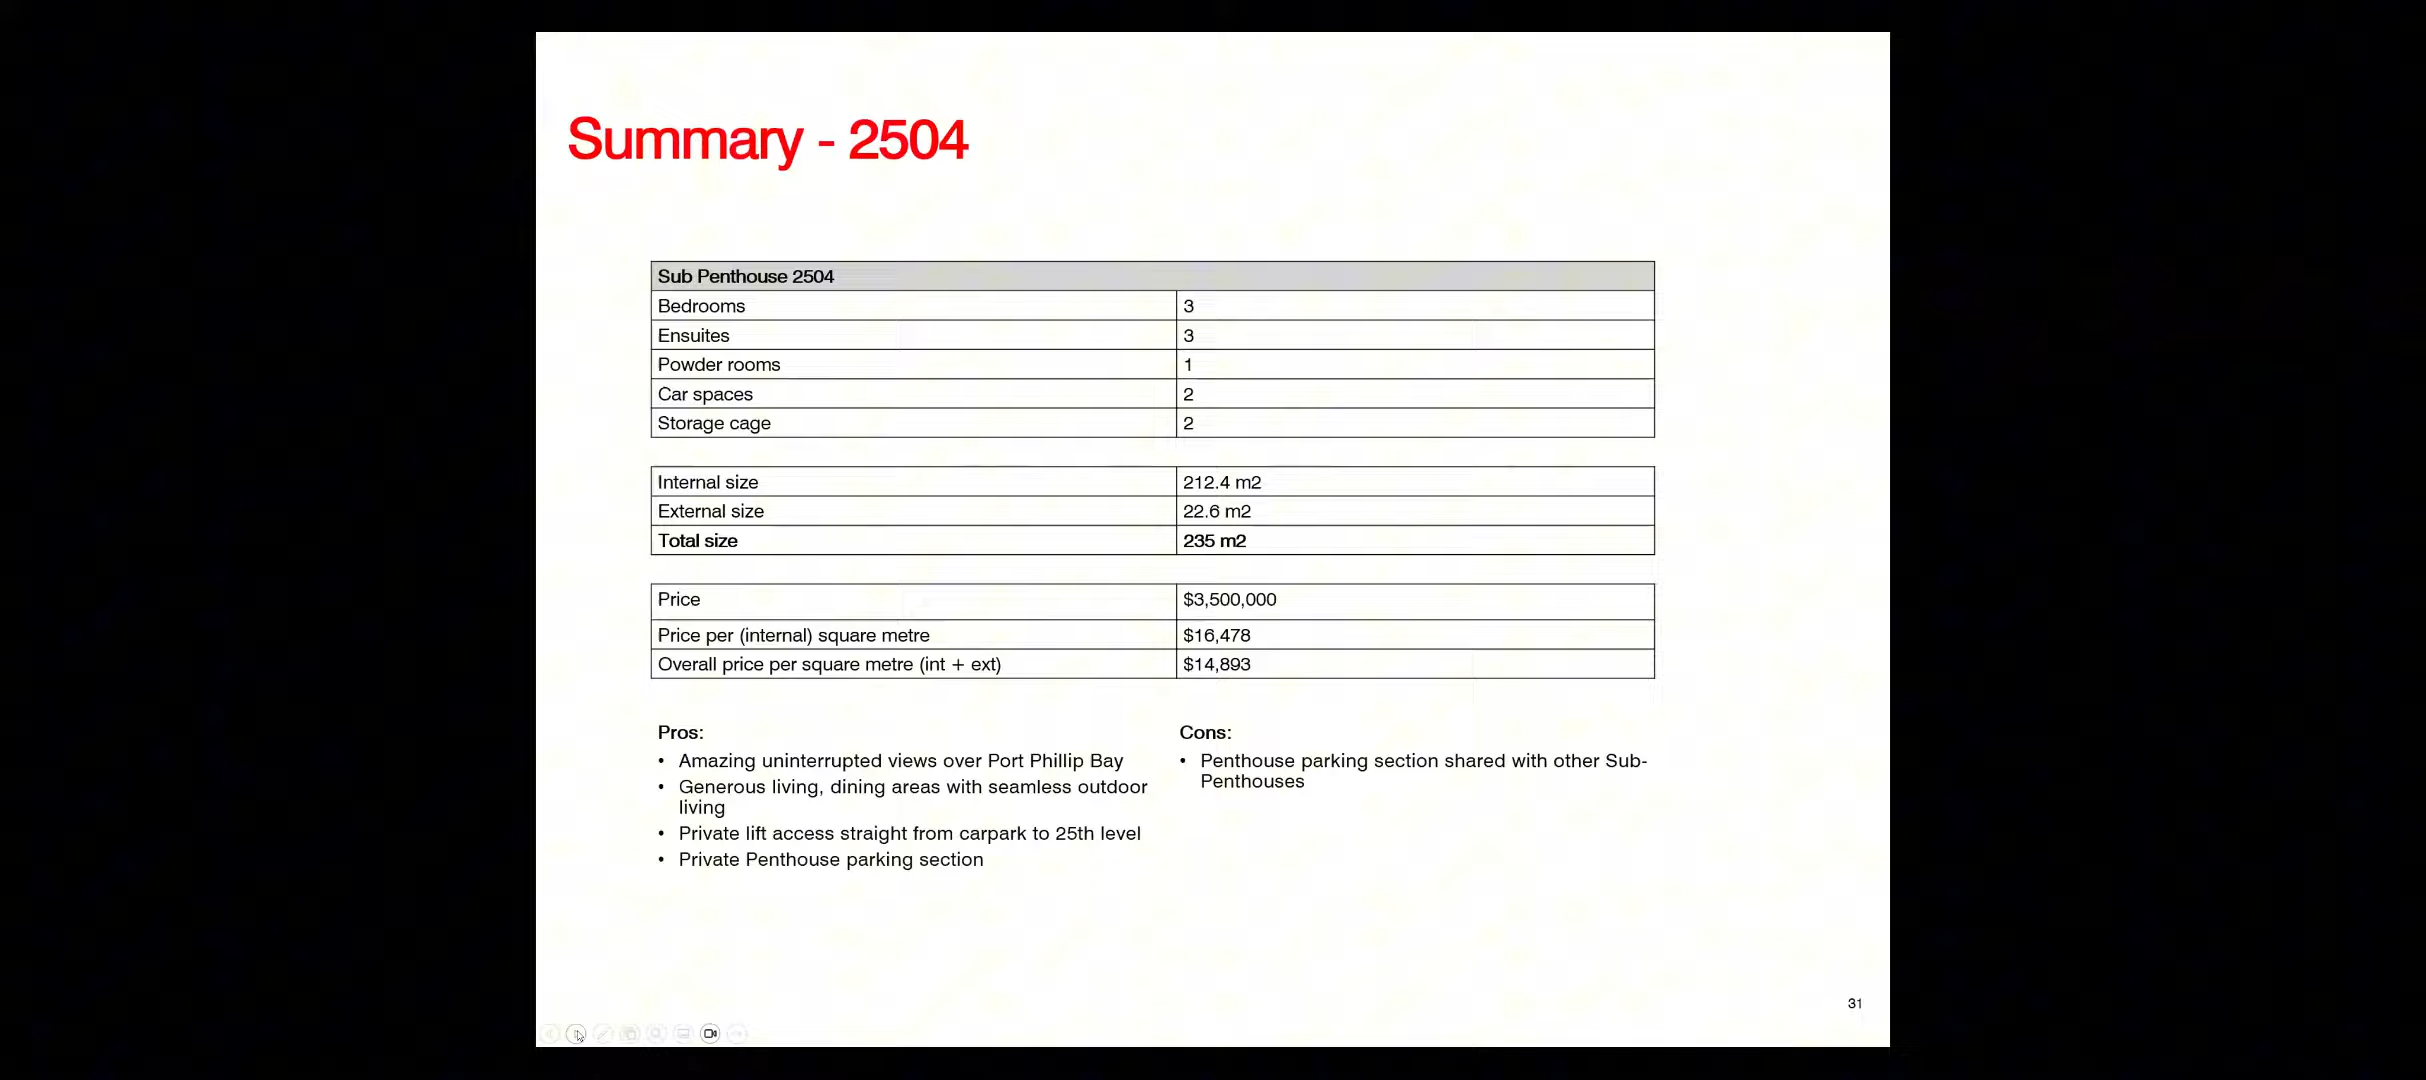 Summary - 2504
Sub Penthouse 2504
Bedrooms 3
Ensuites 3
Powder rooms 1
Car spaces 2
Storage cage 2
Internal size 212.4 m2
External size 22.6 m2
Total size 235 m2
Price $3,500,000
Price per (internal) square metre $16,478
Overall price per square metre (int + ext) $14,893
Pros:
• Amazing uninterrupted views over Port Phillip Bay
• Generous living, dining areas with seamless outdoor
living
• Private lift access straight from carpark to 25th level
• Private Penthouse parking section
Cons:
• Penthouse parking section shared with other Sub-
Penthouses
31